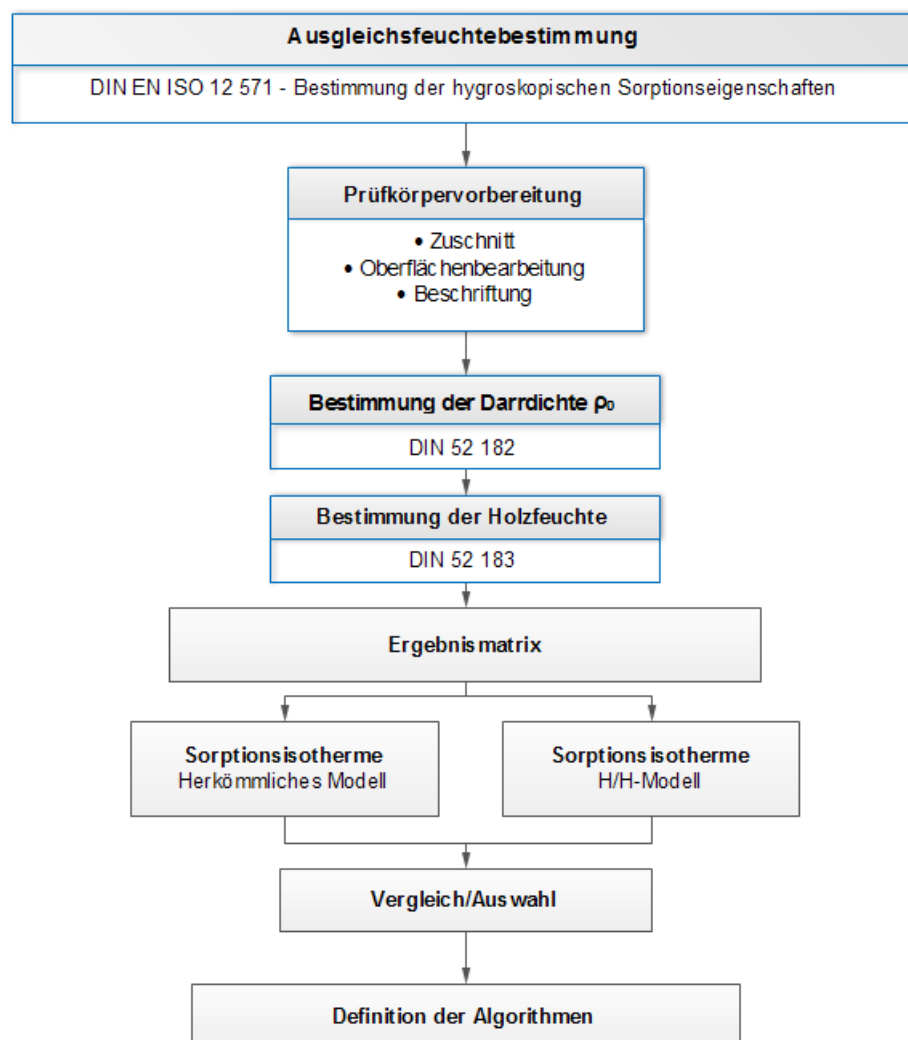 Ausgleichsfeuchtebestimmung
DIN EN ISO 12 571 - Bestimmung der hygroskopischen Sorptionseigenschaften
Prüfkörpervorbereitung
• Zuschnitt
• Oberflächenbearbeitung
• Beschriftung
Bestimmung der Darrdichte ρ₀
DIN 52 182
Bestimmung der Holzfeuchte
DIN 52 183
Ergebnismatrix
Sorptionsisotherme
Herkömmliches Modell
Sorptionsisotherme
H/H-Modell
Vergleich/Auswahl
Definition der Algorithmen